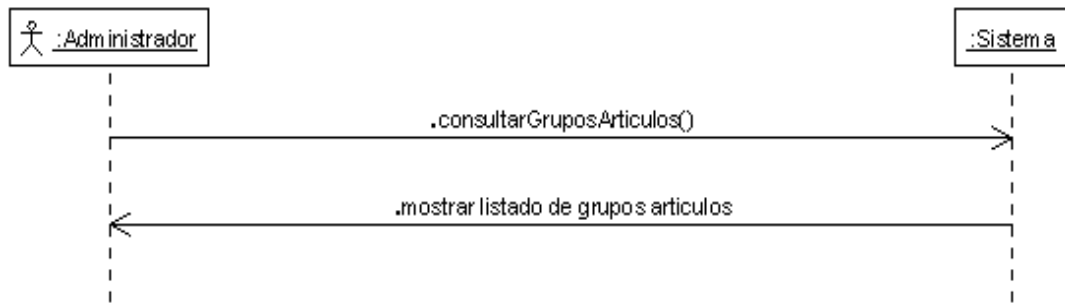 :Administrador
:Sistema
.consultarGruposArticulos()
.mostrar listado de grupos articulos